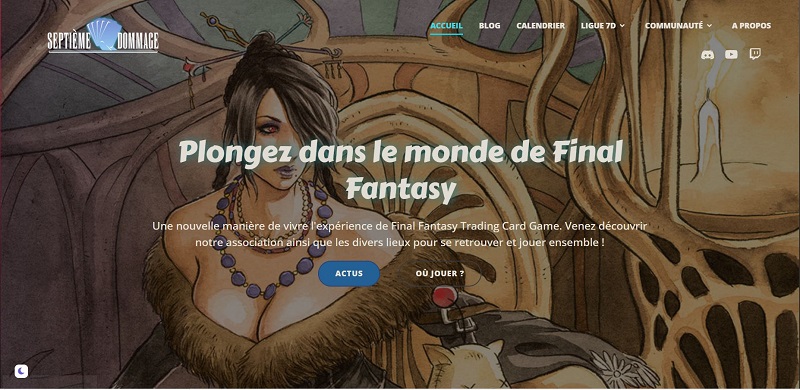 SEPTIÈME DOMMAGE
ACCUEIL BLOG CALENDRIER LIGUE 7D COMMUNAUTÉ A PROPOS
Plongez dans le monde de Final
Fantasy
Une nouvelle manière de vivre l'expérience de Final Fantasy Trading Card Game. Venez découvrir
notre association ainsi que les divers lieux pour se retrouver et jouer ensemble !
ACTUS OÙ JOUER ?